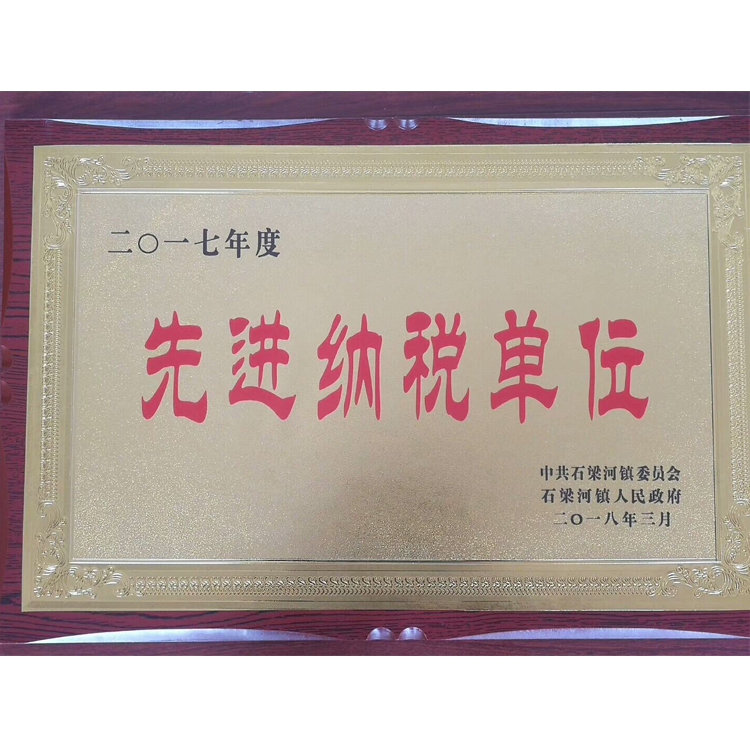 二〇一七年度
先进纳税单位
中共石梁河镇委员会
石梁河镇人民政府
二〇一八年三月